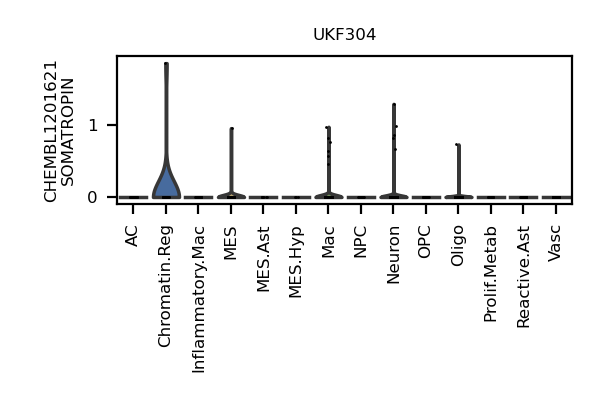 UKF304
CHEMBL1201621
SOMATROPIN
1
0
AC
Chromatin.Reg
Inflammatory.Mac
MES
MES.Ast
MES.Hyp
Mac
NPC
Neuron
OPC
Oligo
Prolif.Metab
Reactive.Ast
Vasc